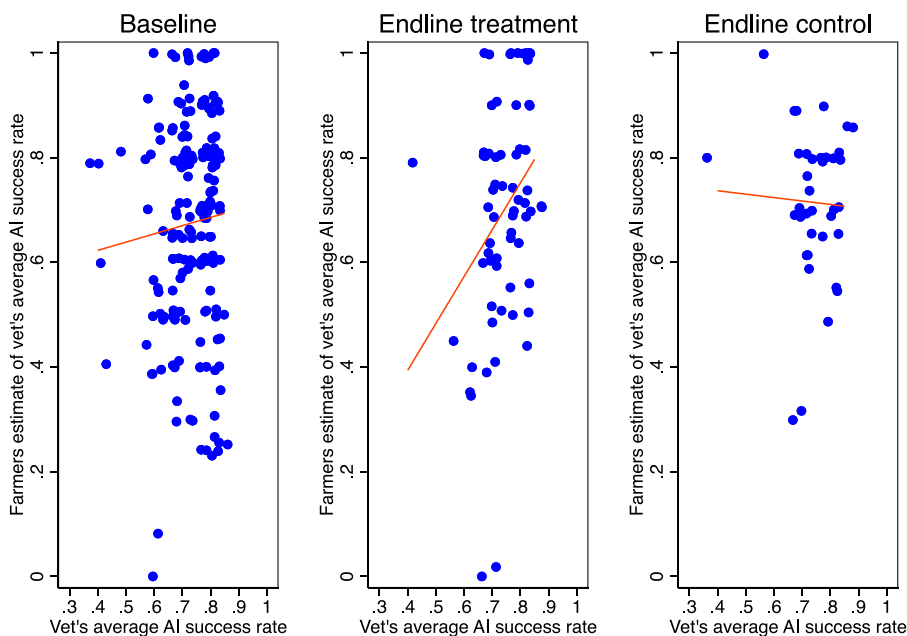 Baseline
Endline treatment
Endline control
Farmers estimate of vet's average AI success rate
0 .2 .4 .6 .8 1
.3 .4 .5 .6 .7 .8 .9 1
Vet's average AI success rate
Farmers estimate of vet's average AI success rate
0 .2 .4 .6 .8 1
.3 .4 .5 .6 .7 .8 .9 1
Vet's average AI success rate
Farmers estimate of vet's average AI success rate
0 .2 .4 .6 .8 1
.3 .4 .5 .6 .7 .8 .9 1
Vet's average AI success rate